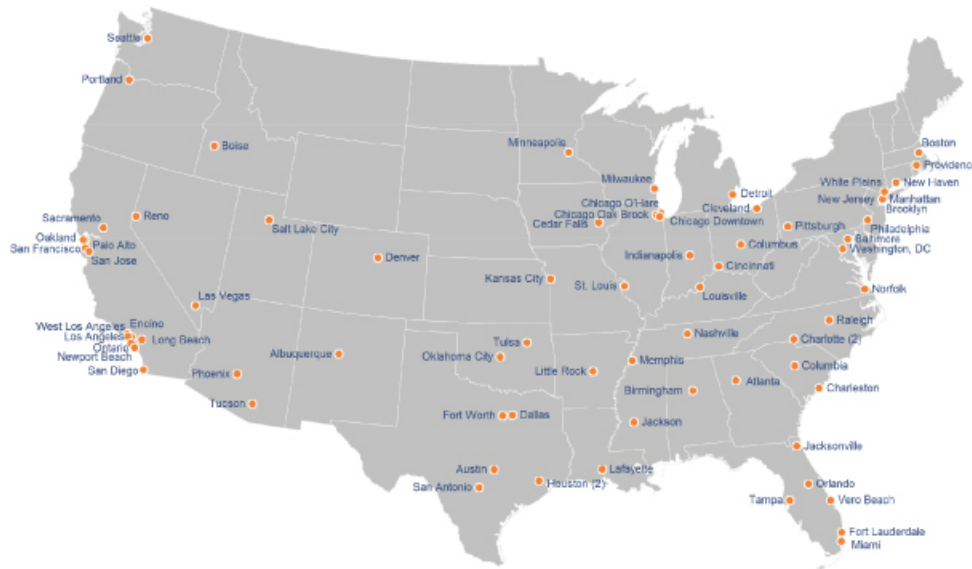 Seattle
Portland
Boise
Minneapolis
Boston
Providence
Milwaukee
Detroit
White Plains
New Haven
Chicago O'Hare
Cleveland
New Jersey
Manhattan
Brooklyn
Sacramento
Reno
Salt Lake City
Chicago Oak Brook
Chicago Downtown
Cedar Falls
Pittsburgh
Philadelphia
Oakland
Palo Alto
San Francisco
San Jose
Denver
Indianapolis
Columbus
Baltimore
Washington, DC
Cincinnati
Kansas City
St. Louis
Louisville
Norfolk
Las Vegas
West Los Angeles
Encino
Los Angeles
Long Beach
Ontario
Newport Beach
San Diego
Albuquerque
Tulsa
Oklahoma City
Nashville
Raleigh
Charlotte (2)
Memphis
Columbia
Phoenix
Little Rock
Birmingham
Atlanta
Charleston
Tucson
Fort Worth
Dallas
Jackson
Jacksonville
Austin
San Antonio
Houston (2)
Lafayette
Orlando
Tampa
Vero Beach
Fort Lauderdale
Miami